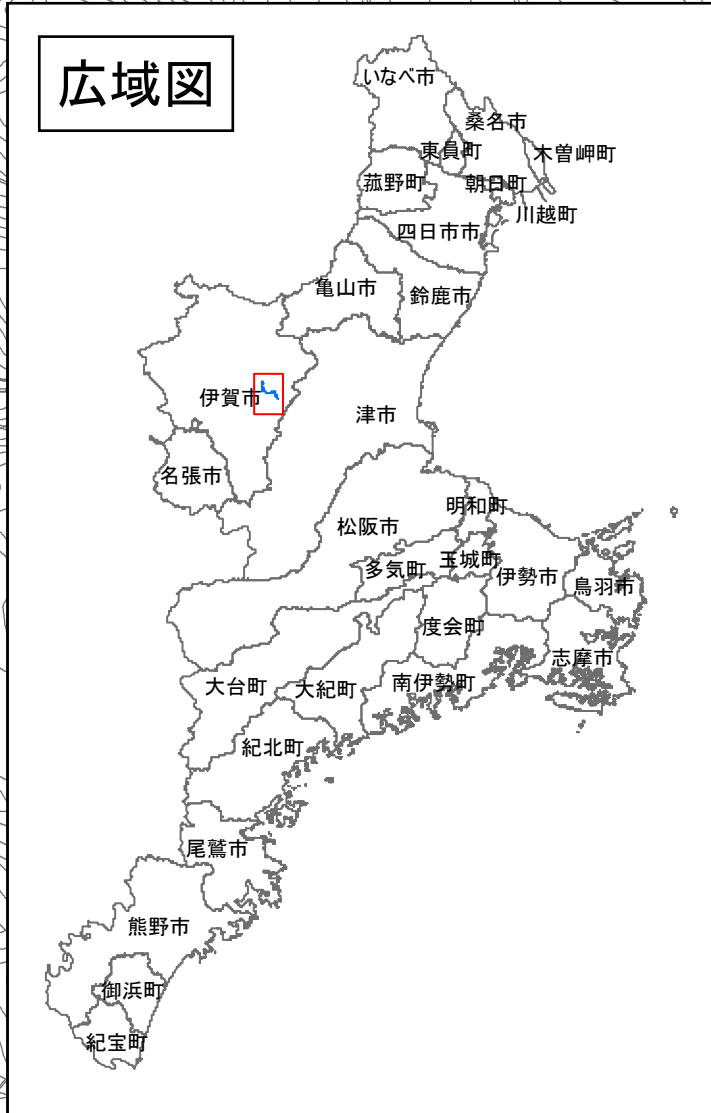 広域図
いなべ市
桑名市
東員町
木曽岬町
菰野町
朝日町
川越町
四日市市
亀山市
鈴鹿市
伊賀市
津市
名張市
明和町
松阪市
玉城町
多気町
伊勢市
鳥羽市
度会町
志摩市
大台町
大紀町
南伊勢町
紀北町
尾鷲市
熊野市
御浜町
紀宝町